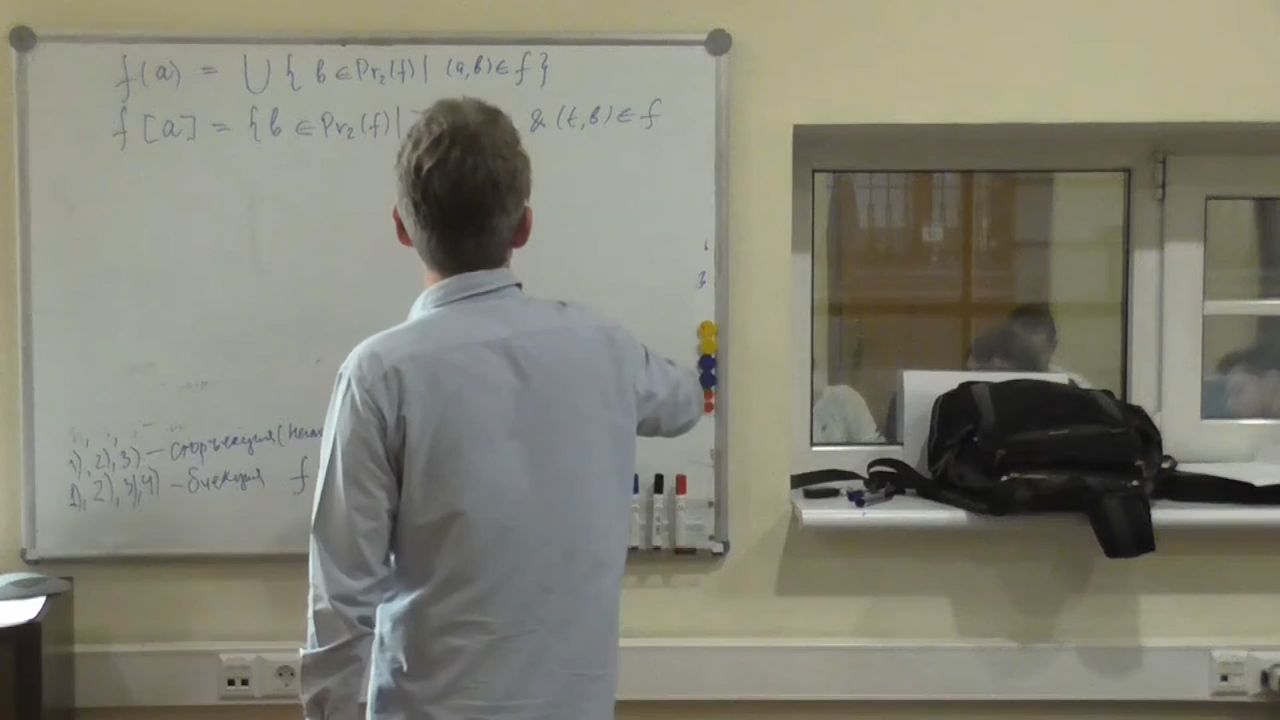 f(a) = ⋃ { b ∈ Pr₂(f) | (a,b) ∈ f }
f[a] = { b ∈ Pr₂(f) | & (t,b) ∈ f
1), 2), 3) – сюръекция (
1), 2), 3), 4) – биекция f